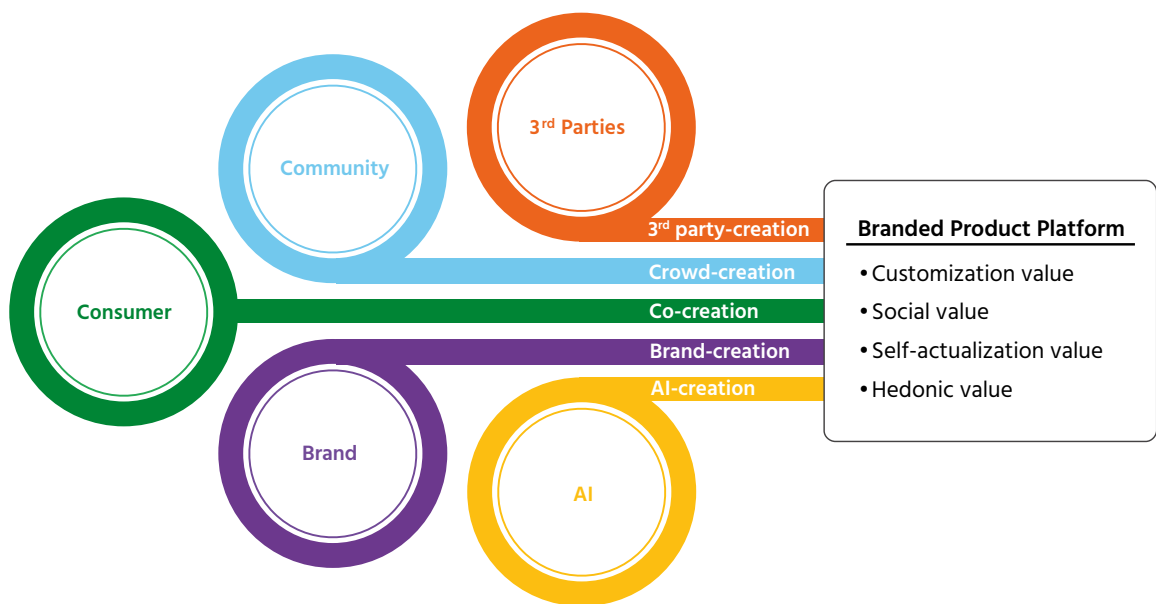 3rd Parties
Community
Consumer
Brand
AI
3rd party-creation
Crowd-creation
Co-creation
Brand-creation
AI-creation
Branded Product Platform
• Customization value
• Social value
• Self-actualization value
• Hedonic value